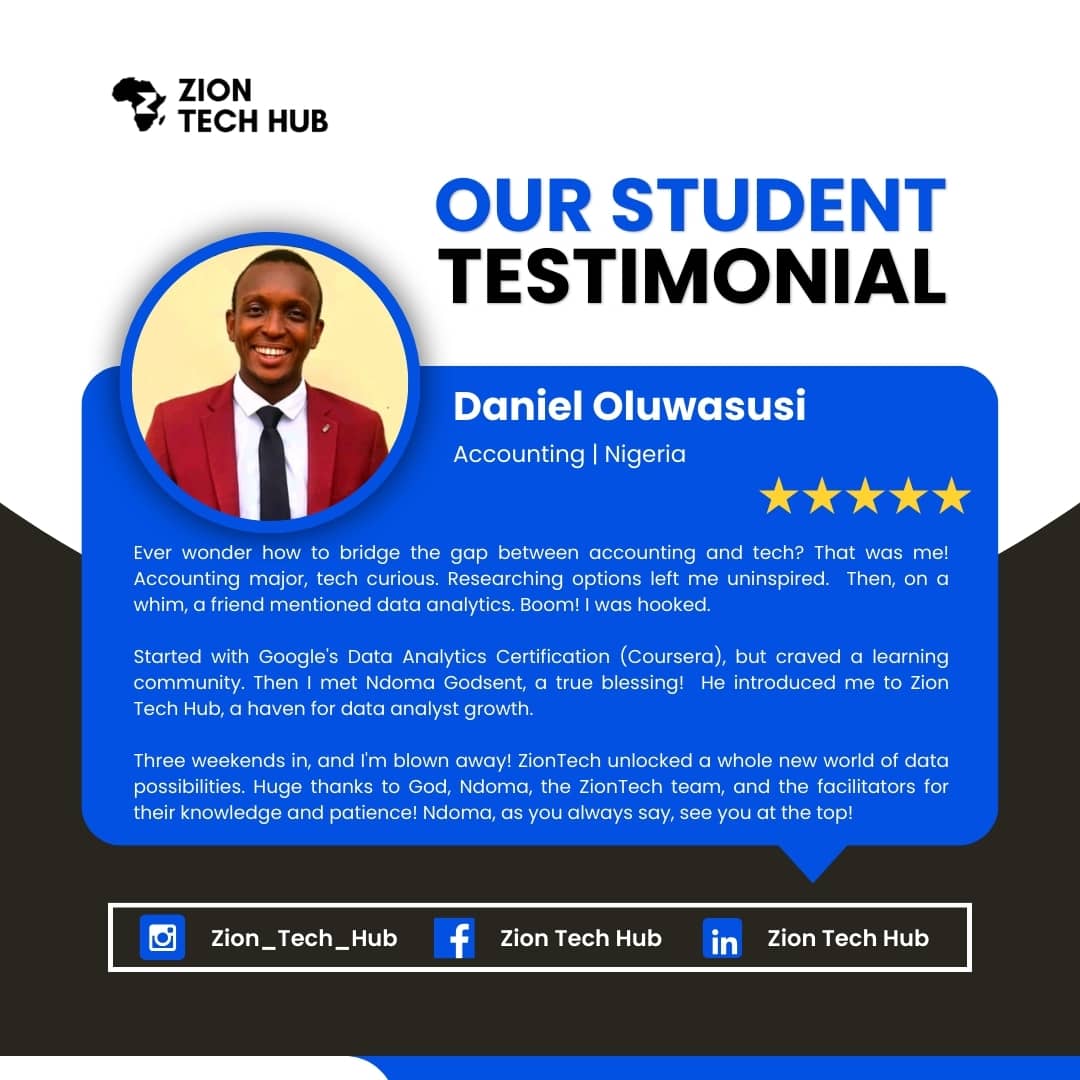 ZION
TECH HUB
OUR STUDENT
TESTIMONIAL
Daniel Oluwasusi
Accounting | Nigeria
Ever wonder how to bridge the gap between accounting and tech? That was me!
Accounting major, tech curious. Researching options left me uninspired. Then, on a
whim, a friend mentioned data analytics. Boom! I was hooked.
Started with Google's Data Analytics Certification (Coursera), but craved a learning
community. Then I met Ndoma Godsent, a true blessing! He introduced me to Zion
Tech Hub, a haven for data analyst growth.
Three weekends in, and I'm blown away! ZionTech unlocked a whole new world of data
possibilities. Huge thanks to God, Ndoma, the ZionTech team, and the facilitators for
their knowledge and patience! Ndoma, as you always say, see you at the top!
Zion_Tech_Hub Zion Tech Hub Zion Tech Hub